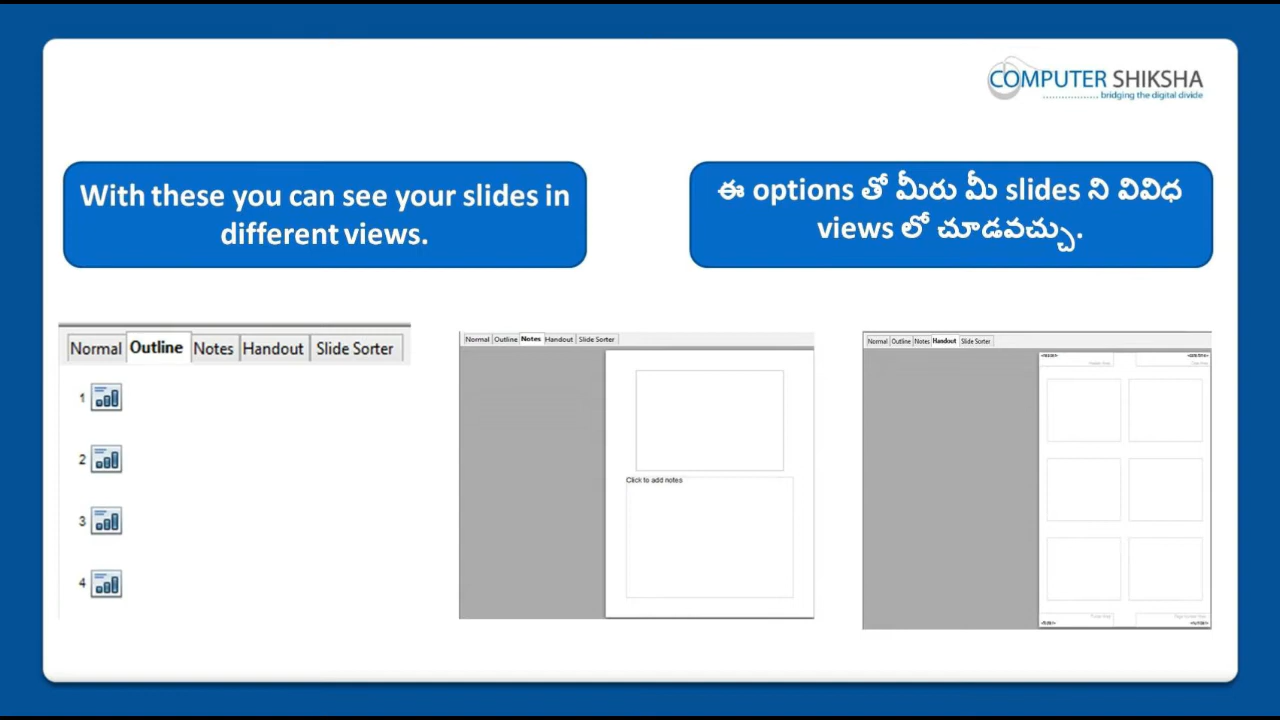 COMPUTER SHIKSHA
bridging the digital divide
With these you can see your slides in
different views.
ఈ options తో మీరు మీ slides ని వివిధ
views లో చూడవచ్చు.
Normal Outline Notes Handout Slide Sorter
1
2
3
4
Normal Outline Notes Handout Slide Sorter
Click to add notes
Normal Outline Notes Handout Slide Sorter